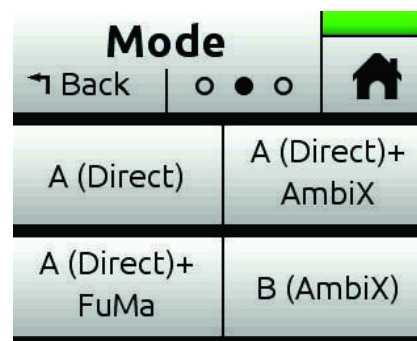 Mode
Back
A (Direct)
A (Direct)+
AmbiX
A (Direct)+
FuMa
B (AmbiX)